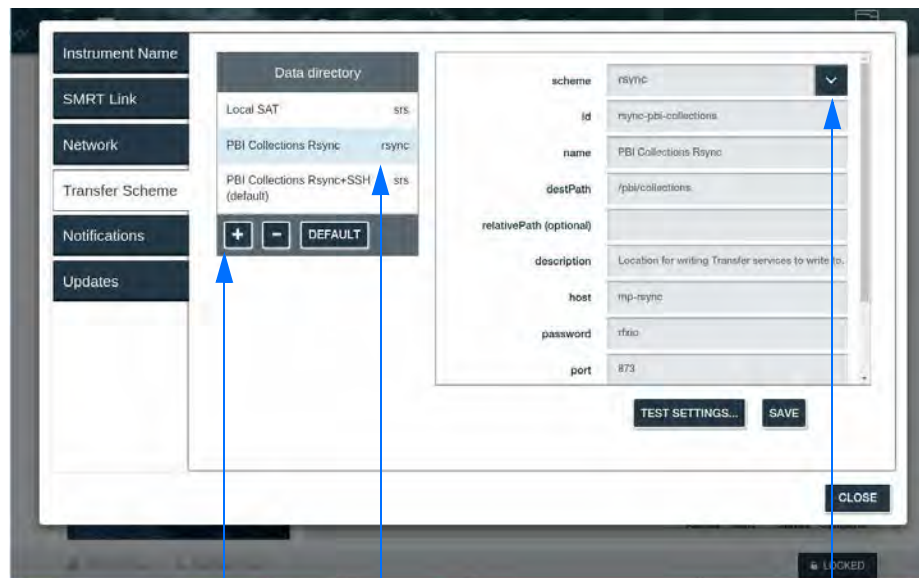 Instrument Name
SMRT Link
Network
Transfer Scheme
Notifications
Updates
Data directory
Local SAT srs
PBI Collections Rsync rsync
PBI Collections Rsync+SSH srs
(default)
+ - DEFAULT
scheme rsync
id rsync-pbi-collections
name PBI Collections Rsync
destPath /pbi/collections
relativePath (optional)
description Location for writing Transfer services to write to.
host mp-rsync
password
port 873
TEST SETTINGS... SAVE
CLOSE
LOCKED